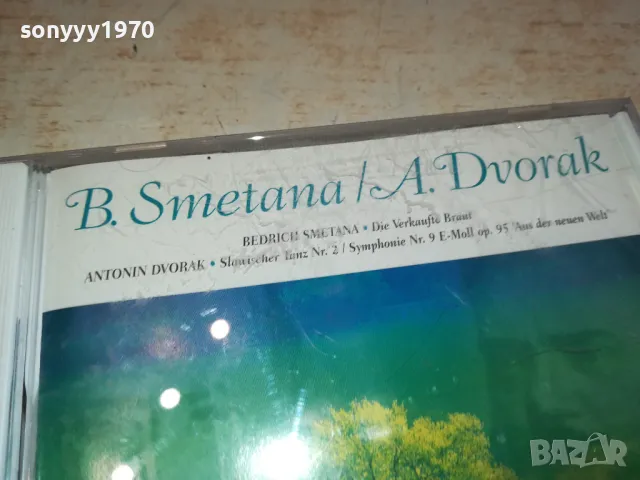 sonyyy1970
B. Smetana / A. Dvorak
BEDRICH SMETANA • Die Verkaufte Braut
ANTONIN DVORAK • Slawischer Tanz Nr. 2 / Symphonie Nr. 9 E-Moll op. 95 "Aus der neuen Welt"
BAZAR